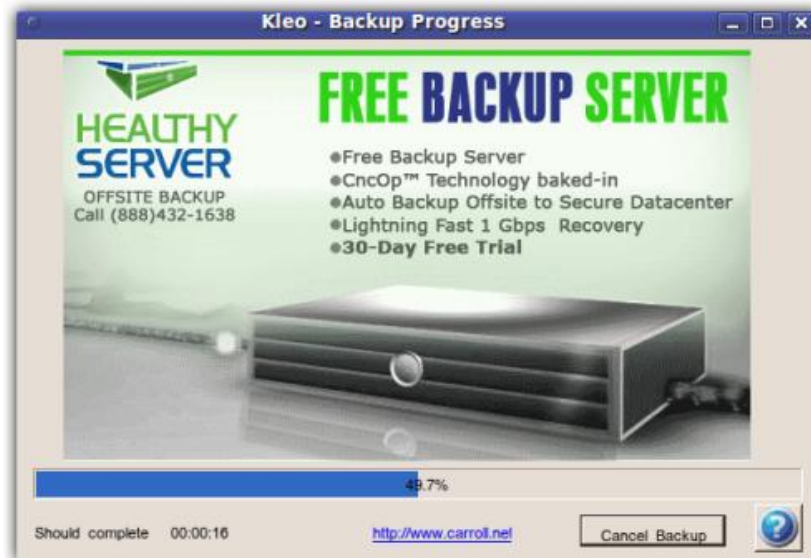 Kleo - Backup Progress
HEALTHY
SERVER
OFFSITE BACKUP
Call (888)432-1638
FREE BACKUP SERVER
Free Backup Server
CncOp™ Technology baked-in
Auto Backup Offsite to Secure Datacenter
Lightning Fast 1 Gbps Recovery
30-Day Free Trial
49.7%
Should complete 00:00:16
http://www.carroll.net
Cancel Backup
?